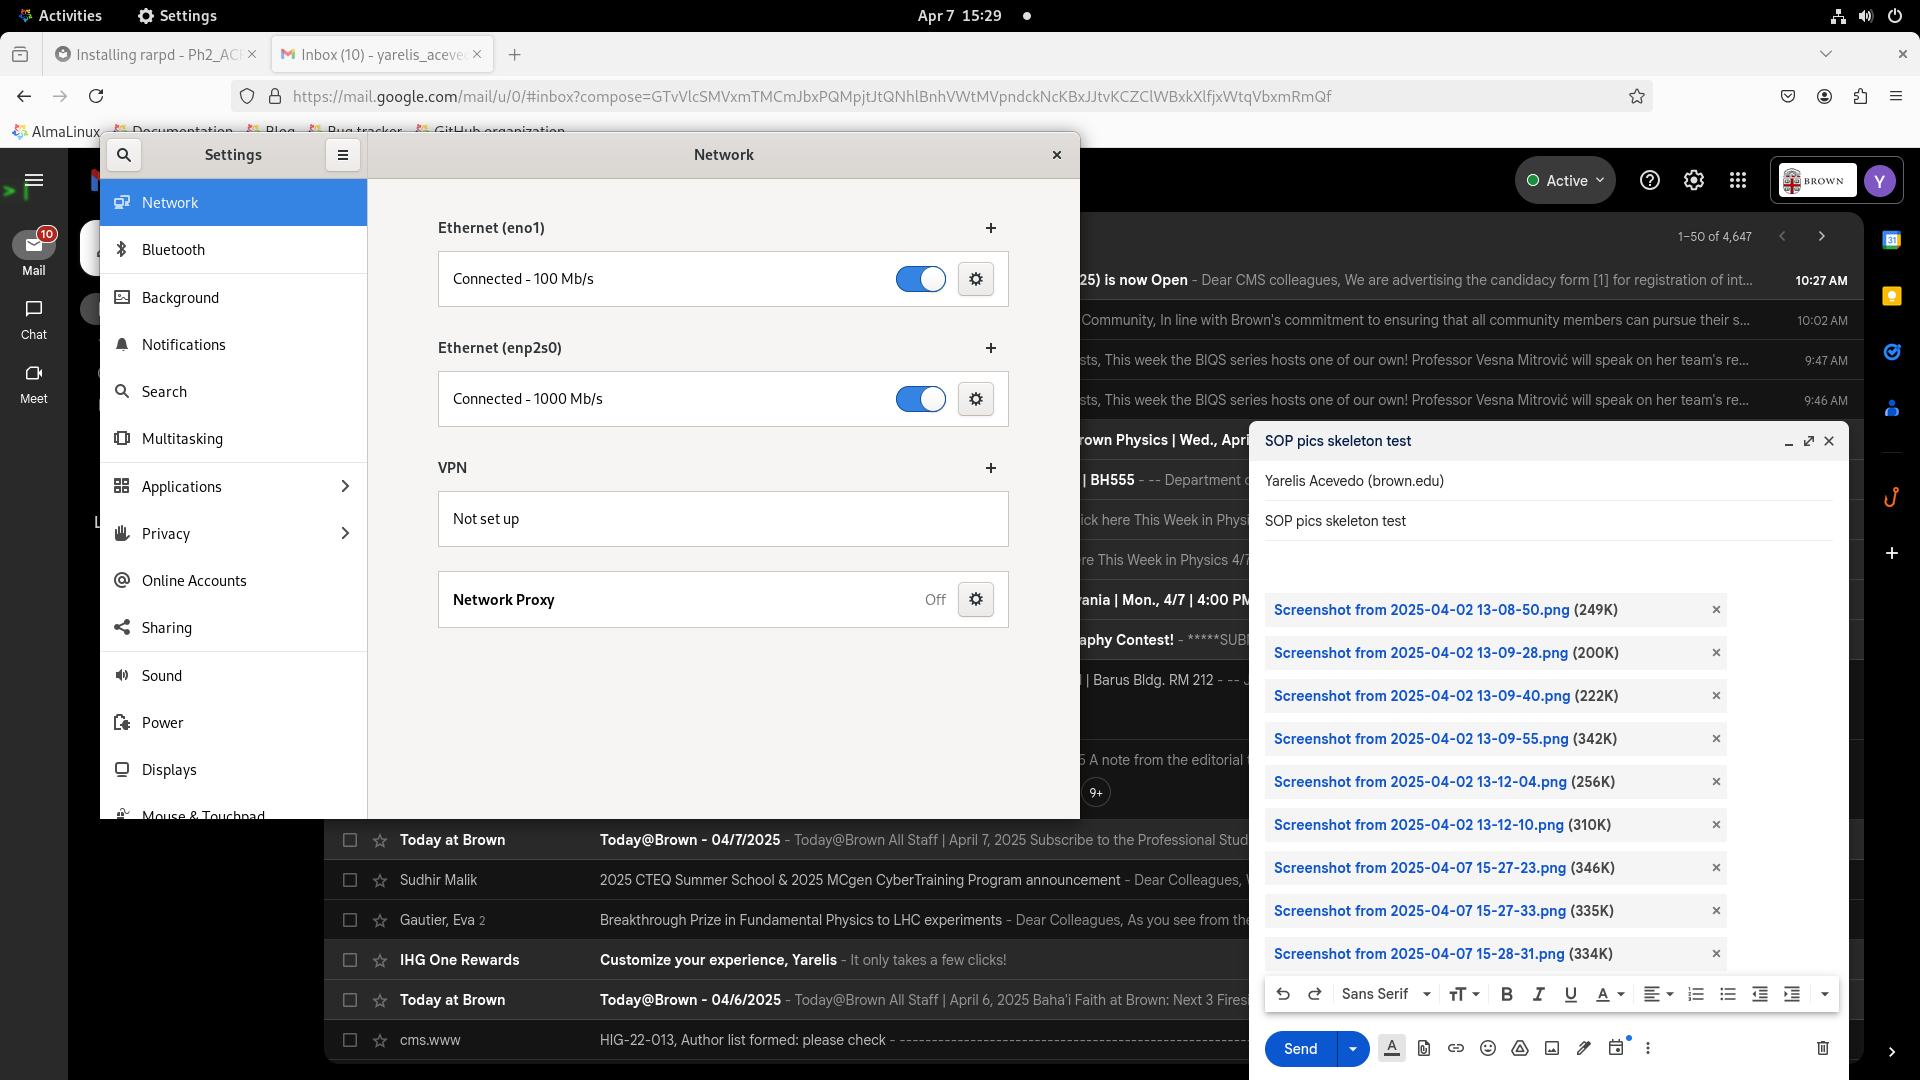 Activities
Settings
Apr 7 15:29
Installing rarpd - Ph2_AC
Inbox (10) - yarelis_aceve
https://mail.google.com/mail/u/0/#inbox?compose=GTvVlcSMVxmTMCmJbxPQMpjtJtQNhlBnhVWtMVpndckNcKBxJJtvKCZClWBxkXlfjxWtqVbxmRmQf
AlmaLinux
Documentation
Blog
Bug tracker
GitHub organization
Settings
Network
Network
Bluetooth
Background
Notifications
Search
Multitasking
Applications
Privacy
Online Accounts
Sharing
Sound
Power
Displays
Mouse & Touchpad
Ethernet (eno1)
Connected - 100 Mb/s
Ethernet (enp2s0)
Connected - 1000 Mb/s
VPN
Not set up
Network Proxy
Off
10
Mail
Chat
Meet
Active
BROWN
Y
1–50 of 4,647
31
25) is now Open - Dear CMS colleagues, We are advertising the candidacy form [1] for registration of int... 10:27 AM
Community, In line with Brown's commitment to ensuring that all community members can pursue their s... 10:02 AM
sts, This week the BIQS series hosts one of our own! Professor Vesna Mitrović will speak on her team's re... 9:47 AM
sts, This week the BIQS series hosts one of our own! Professor Vesna Mitrović will speak on her team's re... 9:46 AM
rown Physics | Wed., Apri
| BH555 - -- Department
ick here This Week in Physi
re This Week in Physics 4/7
vania | Mon., 4/7 | 4:00 PM
aphy Contest! - *****SUB
| Barus Bldg. RM 212 - --
5 A note from the editorial
9+
Today at Brown Today@Brown - 04/7/2025 - Today@Brown All Staff | April 7, 2025 Subscribe to the Professional Stud
Sudhir Malik 2025 CTEQ Summer School & 2025 MCgen CyberTraining Program announcement - Dear Colleagues,
Gautier, Eva 2 Breakthrough Prize in Fundamental Physics to LHC experiments - Dear Colleagues, As you see from the
IHG One Rewards Customize your experience, Yarelis - It only takes a few clicks!
Today at Brown Today@Brown - 04/6/2025 - Today@Brown All Staff | April 6, 2025 Baha'i Faith at Brown: Next 3 Firesi
cms.www HIG-22-013, Author list formed: please check - ----------------------------------------------------
SOP pics skeleton test
Yarelis Acevedo (brown.edu)
SOP pics skeleton test
Screenshot from 2025-04-02 13-08-50.png (249K)
Screenshot from 2025-04-02 13-09-28.png (200K)
Screenshot from 2025-04-02 13-09-40.png (222K)
Screenshot from 2025-04-02 13-09-55.png (342K)
Screenshot from 2025-04-02 13-12-04.png (256K)
Screenshot from 2025-04-02 13-12-10.png (310K)
Screenshot from 2025-04-07 15-27-23.png (346K)
Screenshot from 2025-04-07 15-27-33.png (335K)
Screenshot from 2025-04-07 15-28-31.png (334K)
Sans Serif
Send